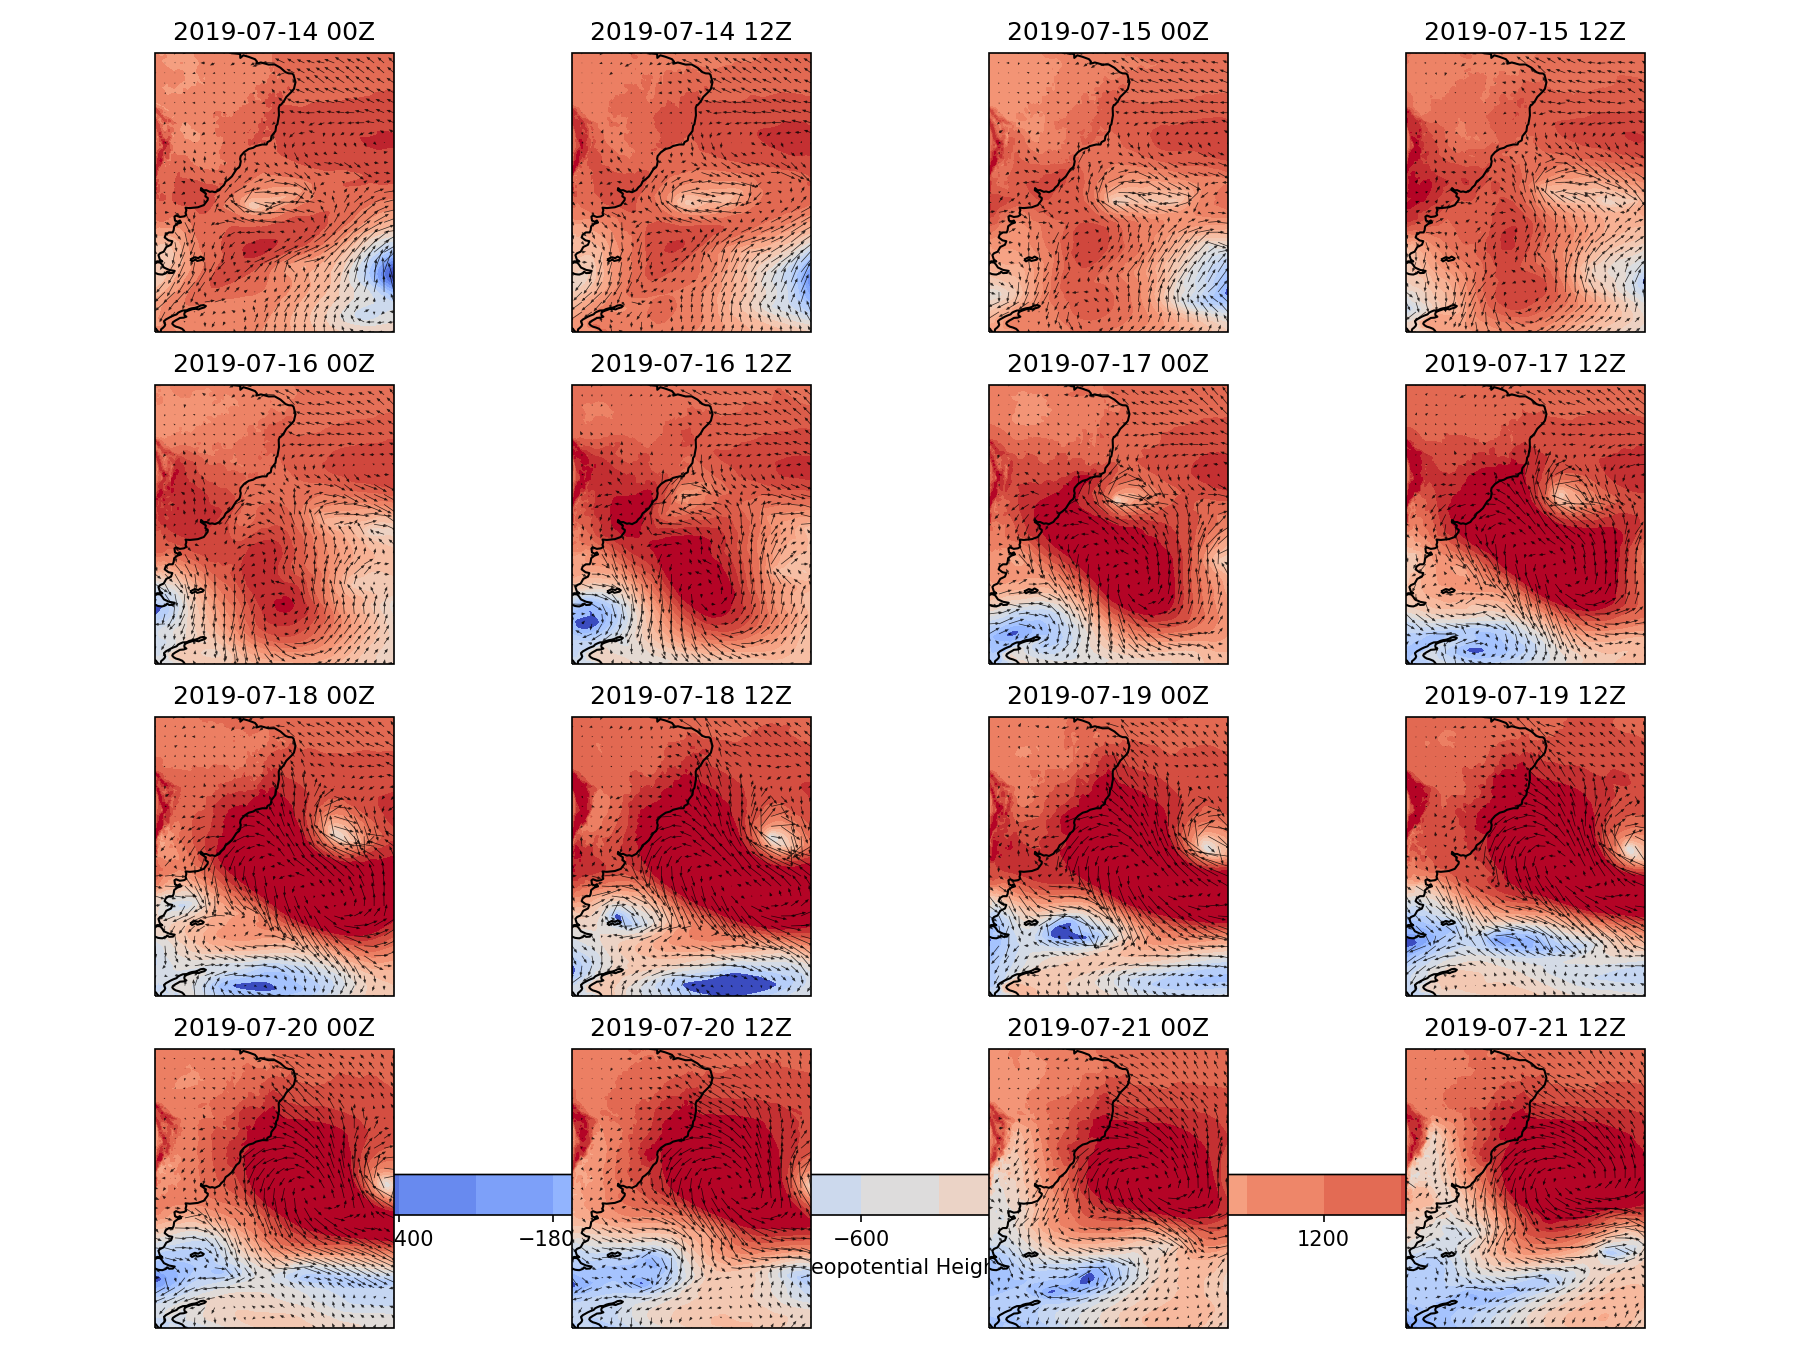 2019-07-14 00Z 2019-07-14 12Z 2019-07-15 00Z 2019-07-15 12Z
2019-07-16 00Z 2019-07-16 12Z 2019-07-17 00Z 2019-07-17 12Z
2019-07-18 00Z 2019-07-18 12Z 2019-07-19 00Z 2019-07-19 12Z
2019-07-20 00Z 2019-07-20 12Z 2019-07-21 00Z 2019-07-21 12Z
400 −180 −600 1200
eopotential Heigh